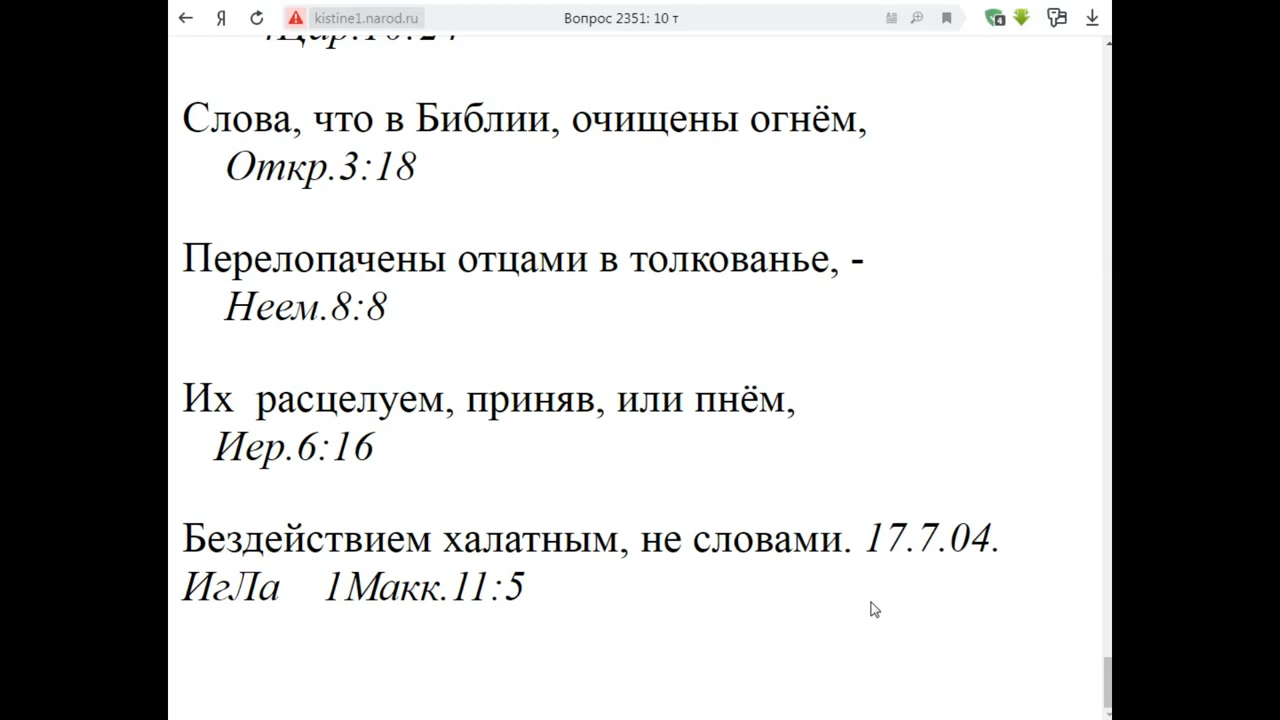 kistine1.narod.ru
Вопрос 2351: 10 т
Слова, что в Библии, очищены огнём,
Откр.3:18
Перелопачены отцами в толкованье, -
Неем.8:8
Их  расцелуем, приняв, или пнём,
Иер.6:16
Бездействием халатным, не словами. 17.7.04.
ИгЛа    1Макк.11:5